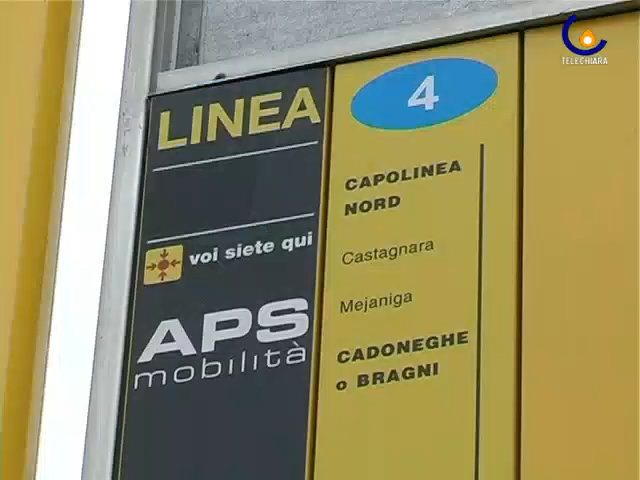 TELECHIARA
LINEA
voi siete qui
APS
mobilità
4
CAPOLINEA
NORD
Castagnara
Mejaniga
CADONEGHE
o BRAGNI